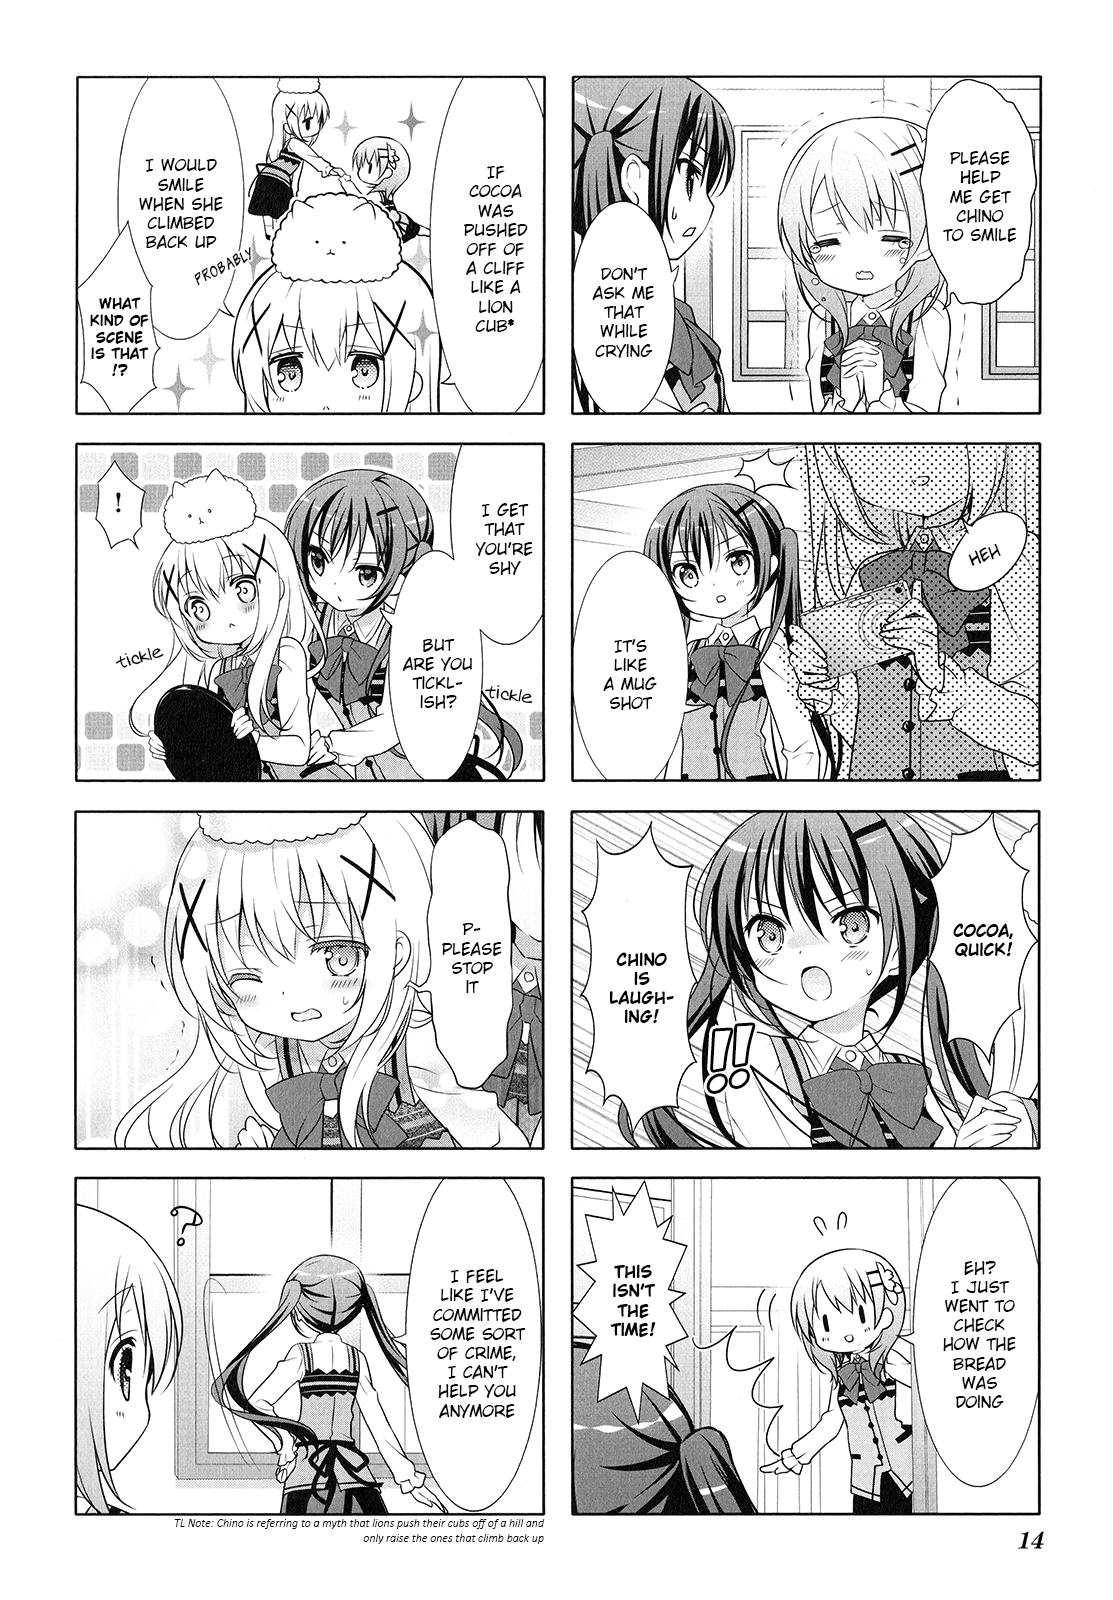 PLEASE
HELP
ME GET
CHINO
TO SMILE
DON'T
ASK ME
THAT
WHILE
CRYING
HEH
IT'S
LIKE
A MUG
SHOT
COCOA,
QUICK!
CHINO
IS
LAUGH-
ING!
!!
EH?
I JUST
WENT TO
CHECK
HOW THE
BREAD
WAS
DOING
THIS
ISN'T
THE
TIME!
IF
COCOA
WAS
PUSHED
OFF OF
A CLIFF
LIKE A
LION
CUB*
I WOULD
SMILE
WHEN SHE
CLIMBED
BACK UP
PROBABLY
WHAT
KIND OF
SCENE
IS THAT
!?
I GET
THAT
YOU'RE
SHY
BUT
ARE YOU
TICKL-
ISH?
tickle
!
tickle
P-
PLEASE
STOP
IT
I FEEL
LIKE I'VE
COMMITTED
SOME SORT
OF CRIME,
I CAN'T
HELP YOU
ANYMORE
?
TL Note: Chino is referring to a myth that lions push their cubs off of a hill and
only raise the ones that climb back up
14